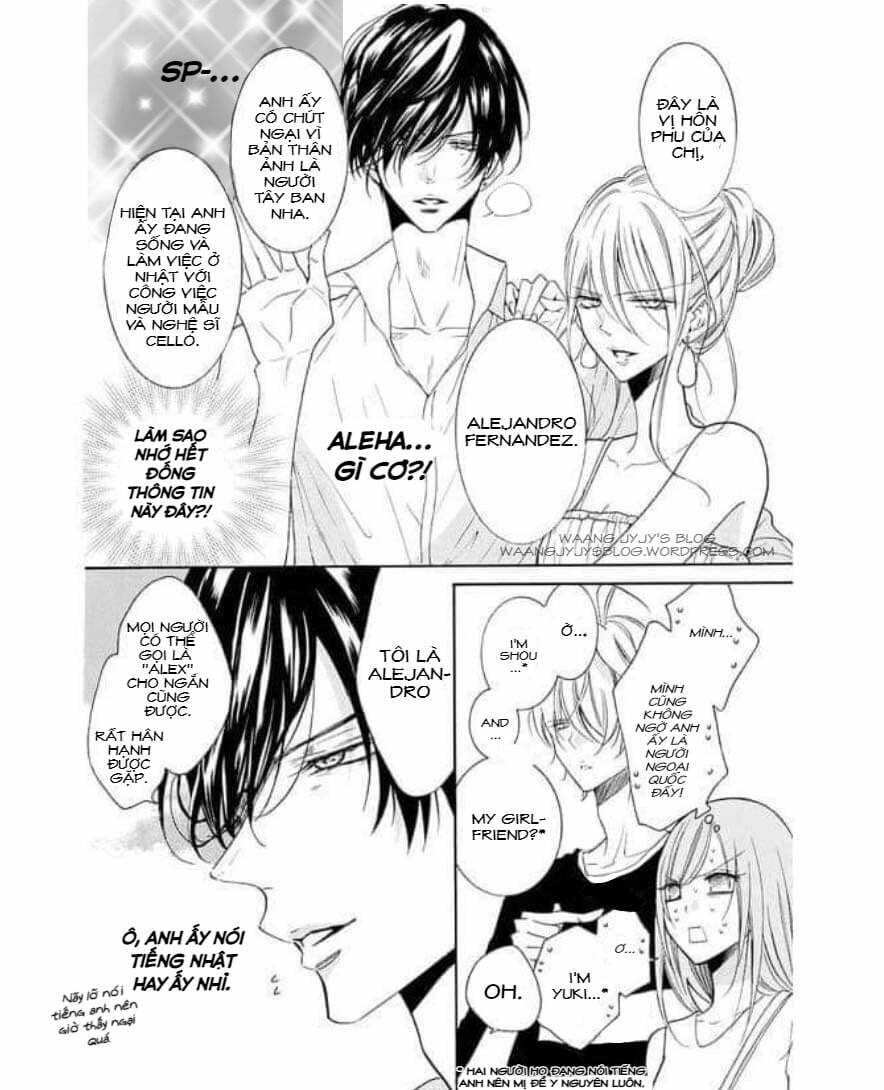 ĐÂY LÀ
VỊ HÔN
PHU CỦA
CHỊ,
ALEJANDRO
FERNANDEZ.
SP-...
ANH ẤY
CÓ CHÚT
NGẠI VÌ
BẢN THÂN
ẢNH LÀ
NGƯỜI
TÂY BAN
NHA.
HIỆN TẠI ANH
ẤY ĐANG
SỐNG VÀ
LÀM VIỆC Ở
NHẬT VỚI
CÔNG VIỆC
NGƯỜI MẪU
VÀ NGHỆ SĨ
CELLO.
ALEHA...
GÌ CƠ?!
LÀM SAO
NHỚ HẾT
ĐỐNG
THÔNG TIN
NÀY ĐÂY?!
WAANG JYJY'S BLOG
WAANGJYJYSBLOG.WORDPRESS.COM
MÌNH...
MÌNH
CŨNG
KHÔNG
NGỜ ANH
ẤY LÀ
NGƯỜI
NGOẠI
QUỐC
ĐẤY!
Ờ...,
I'M
SHOU
...*
AND
...
MY GIRL-
FRIEND?*
Ơ...
I'M
YUKI...*
OH.
* HAI NGƯỜI HỌ ĐANG NÓI TIẾNG
ANH NÊN MỊ ĐỂ Y NGUYÊN LUÔN.
TÔI LÀ
ALEJAN-
DRO
MỌI NGƯỜI
CÓ THỂ
GỌI LÀ
"ALEX"
CHO NGẮN
CŨNG
ĐƯỢC.
RẤT HÂN
HẠNH
ĐƯỢC
GẶP.
Ô, ANH ẤY NÓI
TIẾNG NHẬT
HAY ẤY NHỈ.
Nãy lỡ nói
tiếng anh nên
giờ thấy ngại
quá